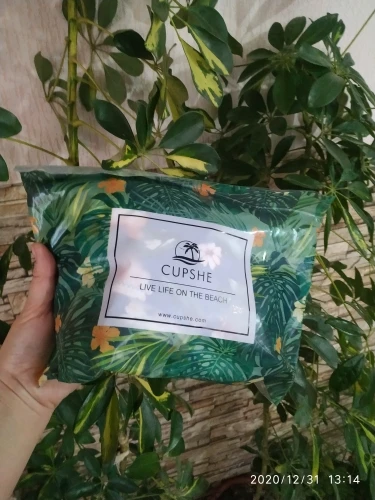 CUPSHE
LIVE LIFE ON THE BEACH
www.cupshe.com
2020/12/31 13:14